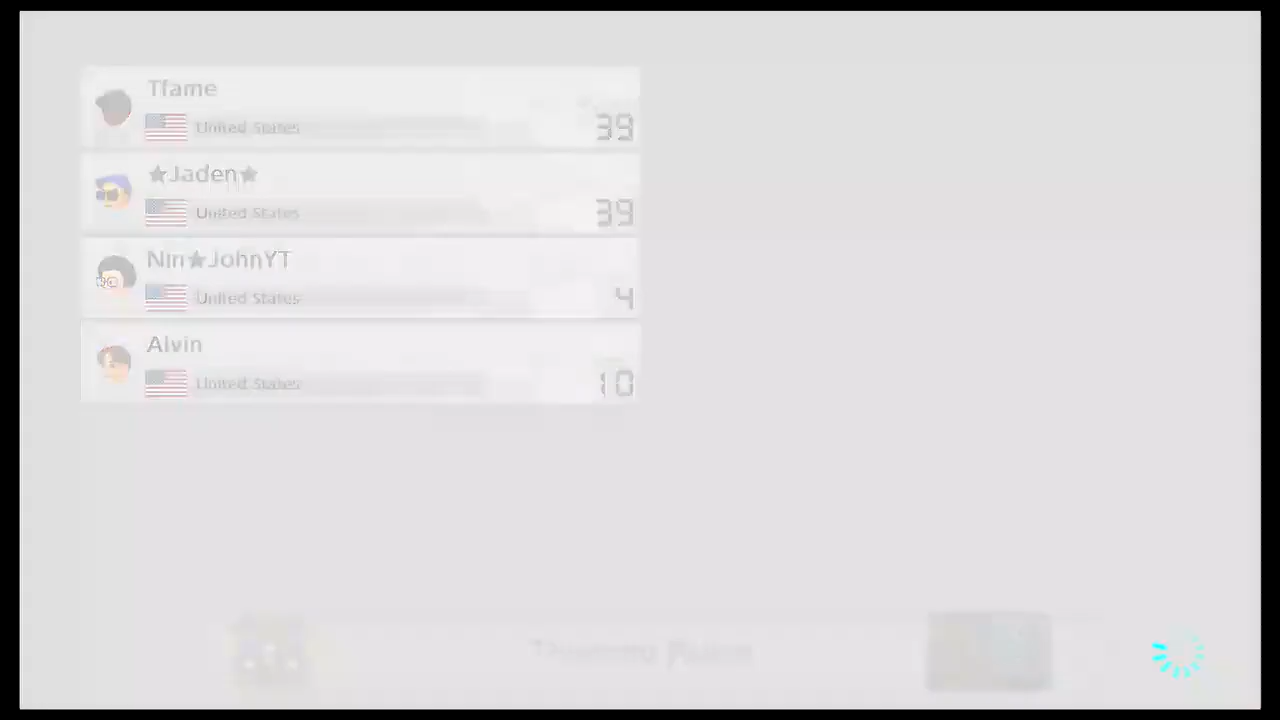 Tfame
United States 39
★Jaden★
United States 39
Nin★JohnYT
United States 4
Alvin
United States 10